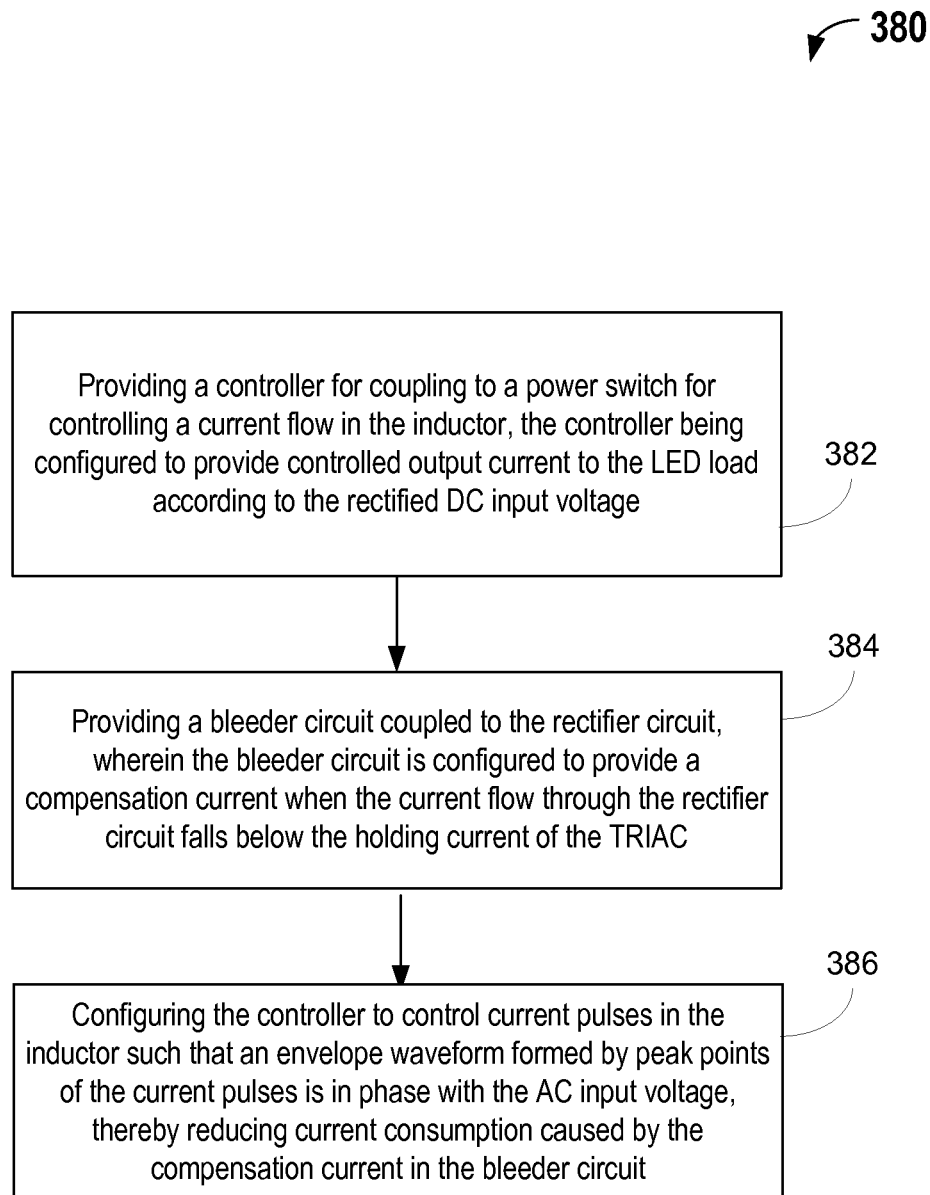 380
Providing a controller for coupling to a power switch for
controlling a current flow in the inductor, the controller being
configured to provide controlled output current to the LED load
according to the rectified DC input voltage
382
384
Providing a bleeder circuit coupled to the rectifier circuit,
wherein the bleeder circuit is configured to provide a
compensation current when the current flow through the rectifier
circuit falls below the holding current of the TRIAC
386
Configuring the controller to control current pulses in the
inductor such that an envelope waveform formed by peak points
of the current pulses is in phase with the AC input voltage,
thereby reducing current consumption caused by the
compensation current in the bleeder circuit